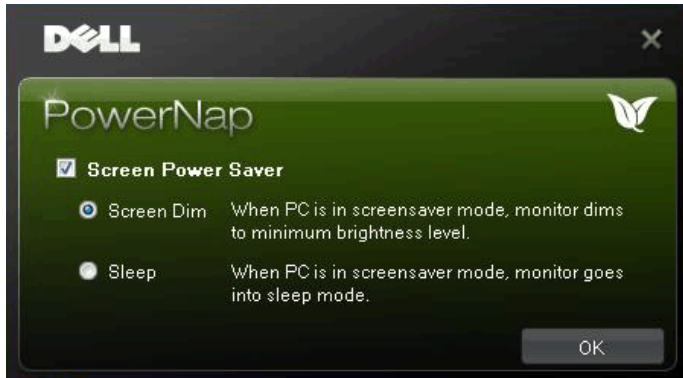 DELL
PowerNap
Screen Power Saver
Screen Dim When PC is in screensaver mode, monitor dims
to minimum brightness level.
Sleep When PC is in screensaver mode, monitor goes
into sleep mode.
OK